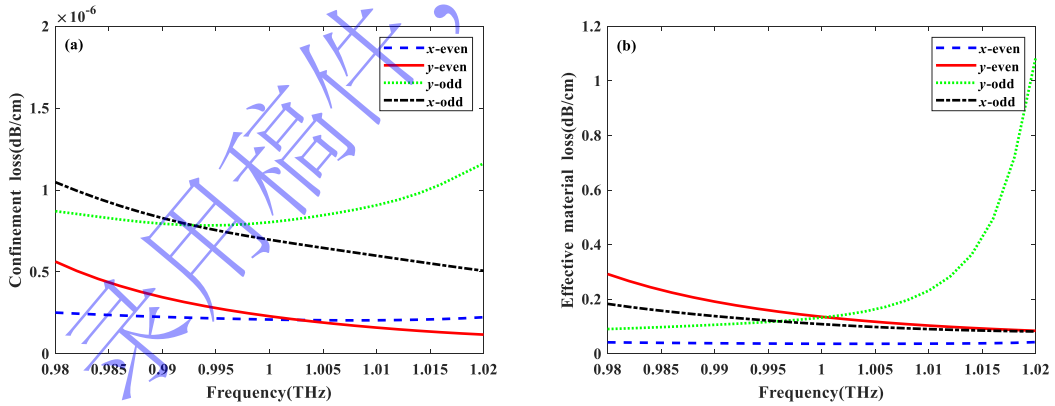 ×10⁻⁶
(a)
x-even
y-even
y-odd
x-odd
2
1.5
1
0.5
0
Confinement loss(dB/cm)
0.98 0.985 0.99 0.995 1 1.005 1.01 1.015 1.02
Frequency(THz)
(b)
x-even
y-even
y-odd
x-odd
1.2
1
0.8
0.6
0.4
0.2
0
Effective material loss(dB/cm)
0.98 0.985 0.99 0.995 1 1.005 1.01 1.015 1.02
Frequency(THz)
录用稿件,